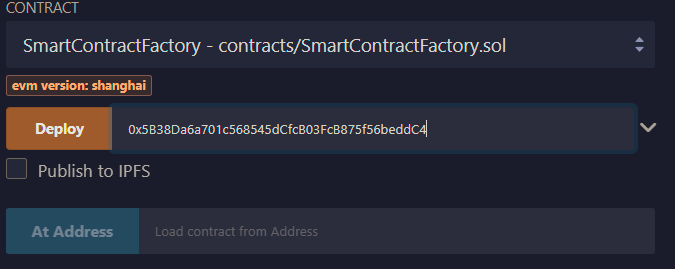 CONTRACT
SmartContractFactory - contracts/SmartContractFactory.sol
evm version: shanghai
Deploy 0x5B38Da6a701c568545dCfcB03FcB875f56beddC4
Publish to IPFS
At Address Load contract from Address